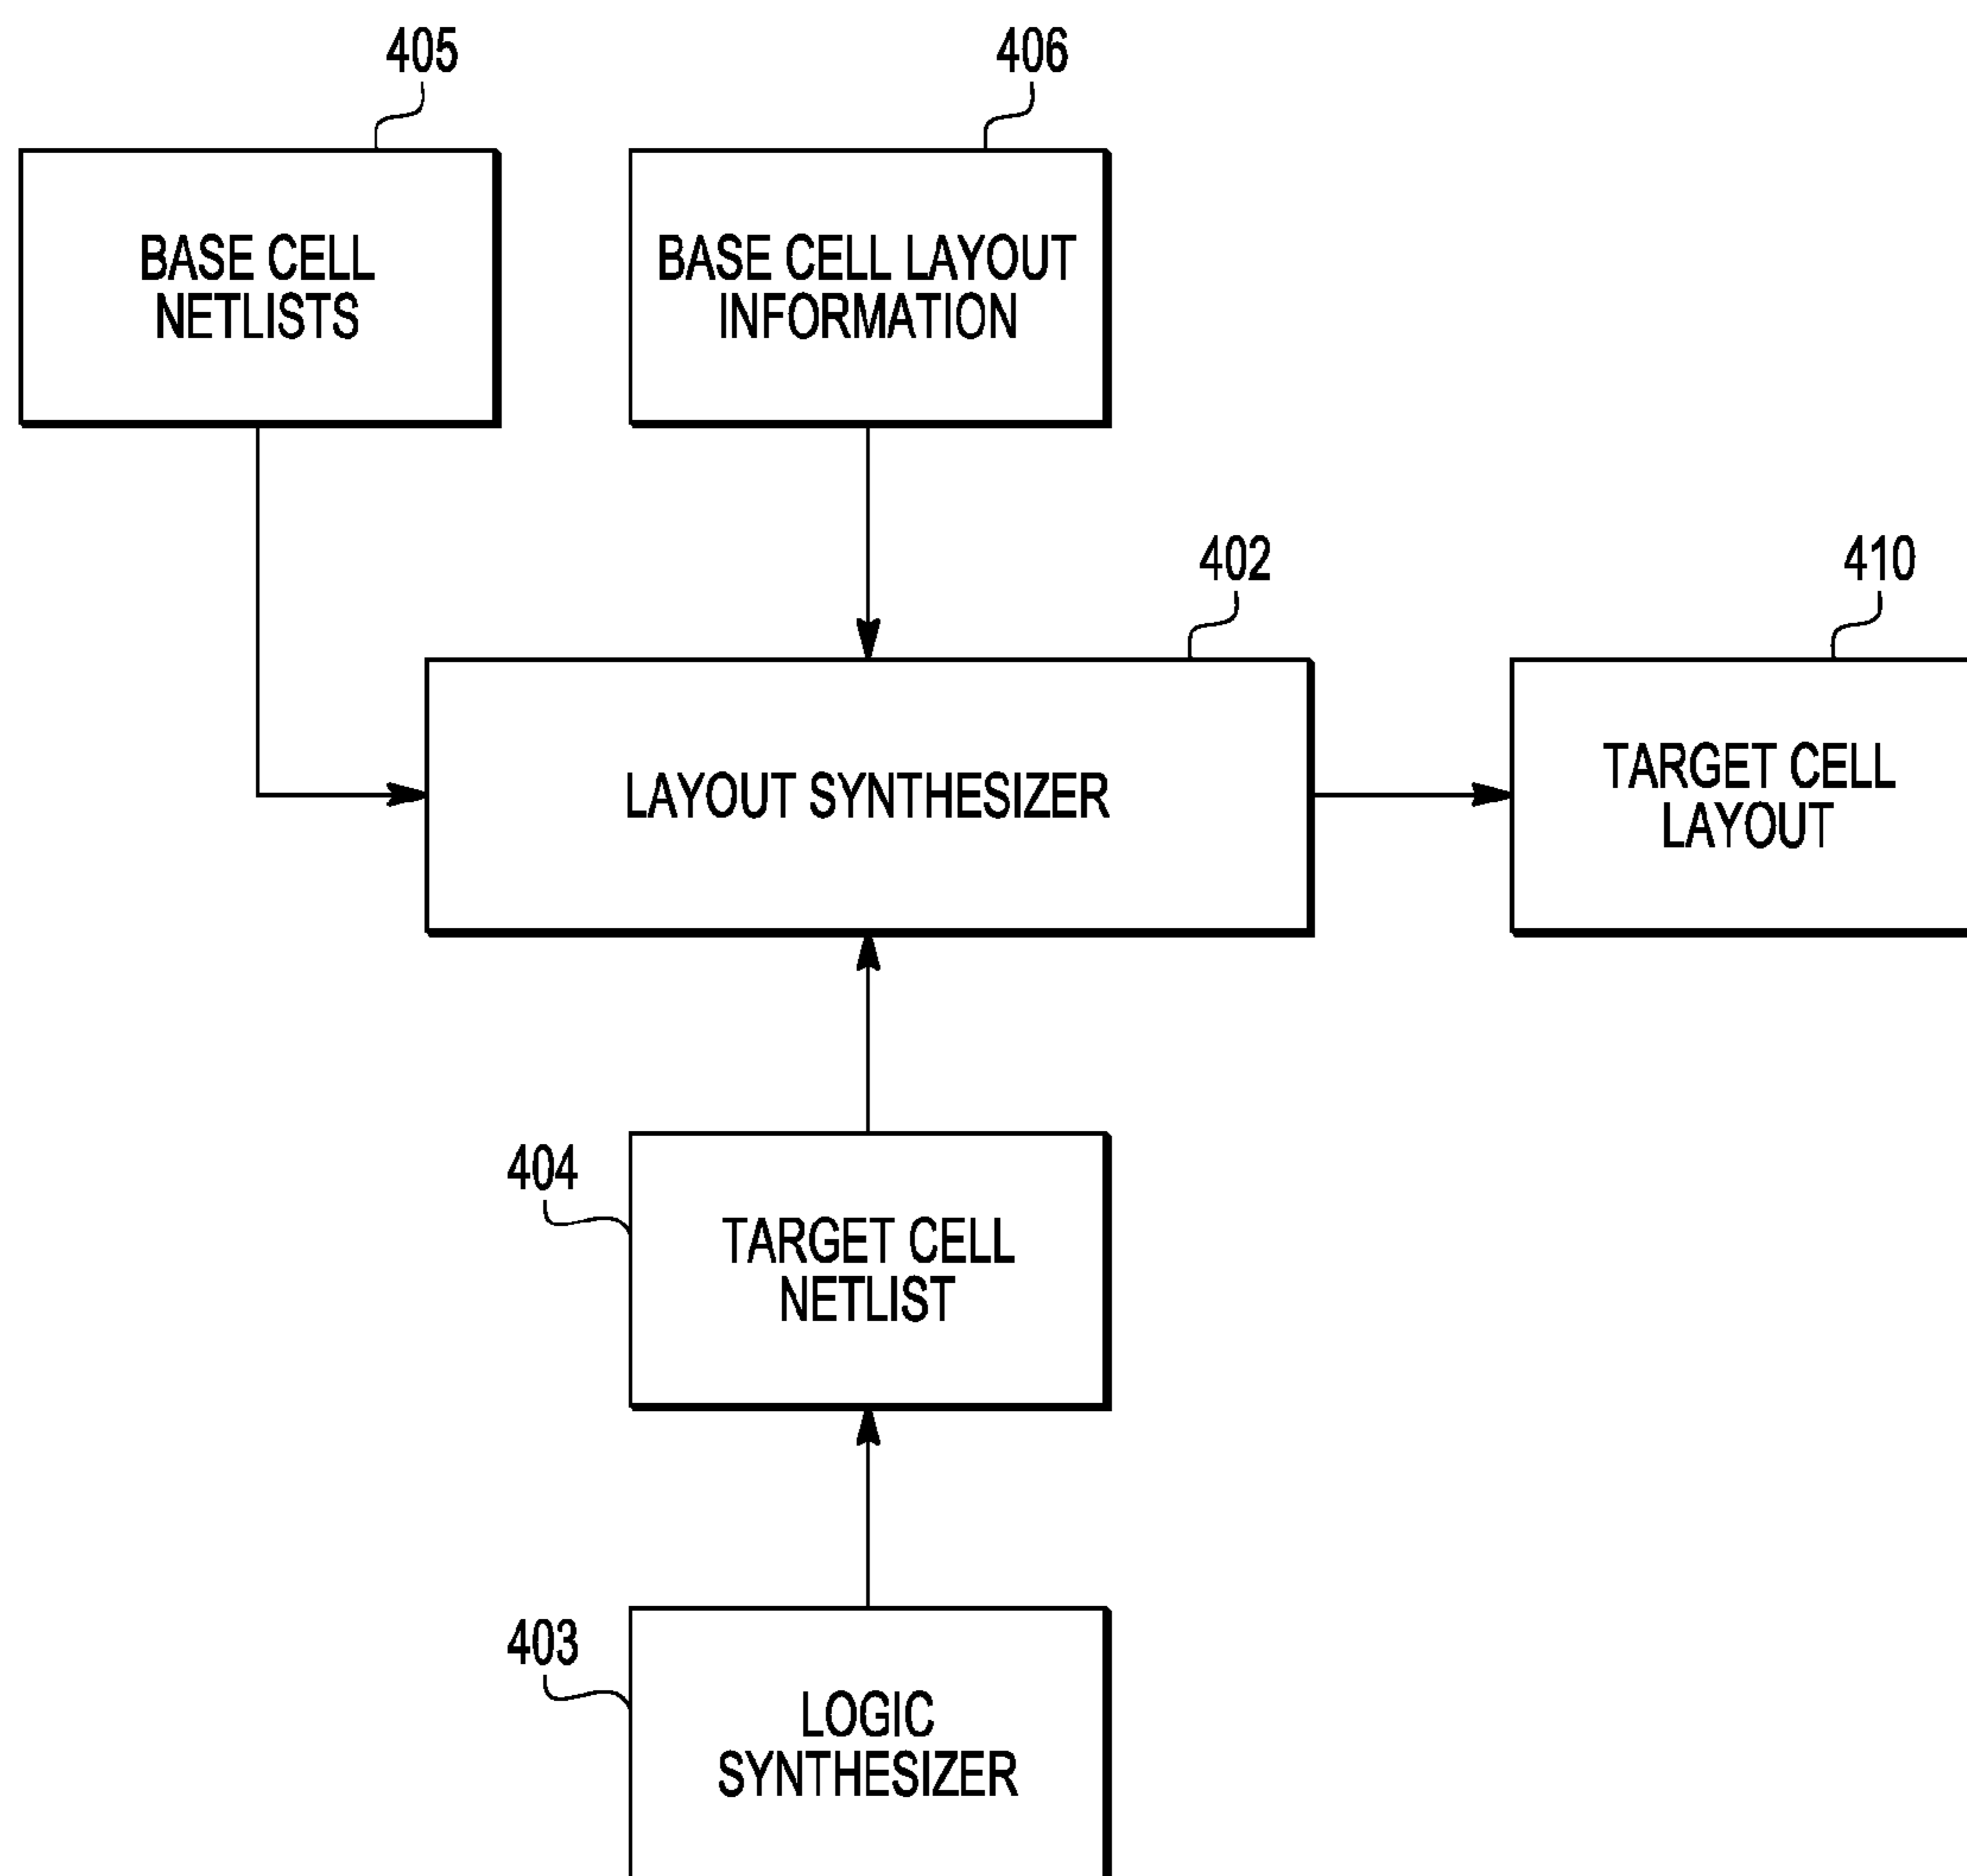 405
406
BASE CELL
NETLISTS
BASE CELL LAYOUT
INFORMATION
402
410
LAYOUT SYNTHESIZER
TARGET CELL
LAYOUT
404
TARGET CELL
NETLIST
403
LOGIC
SYNTHESIZER